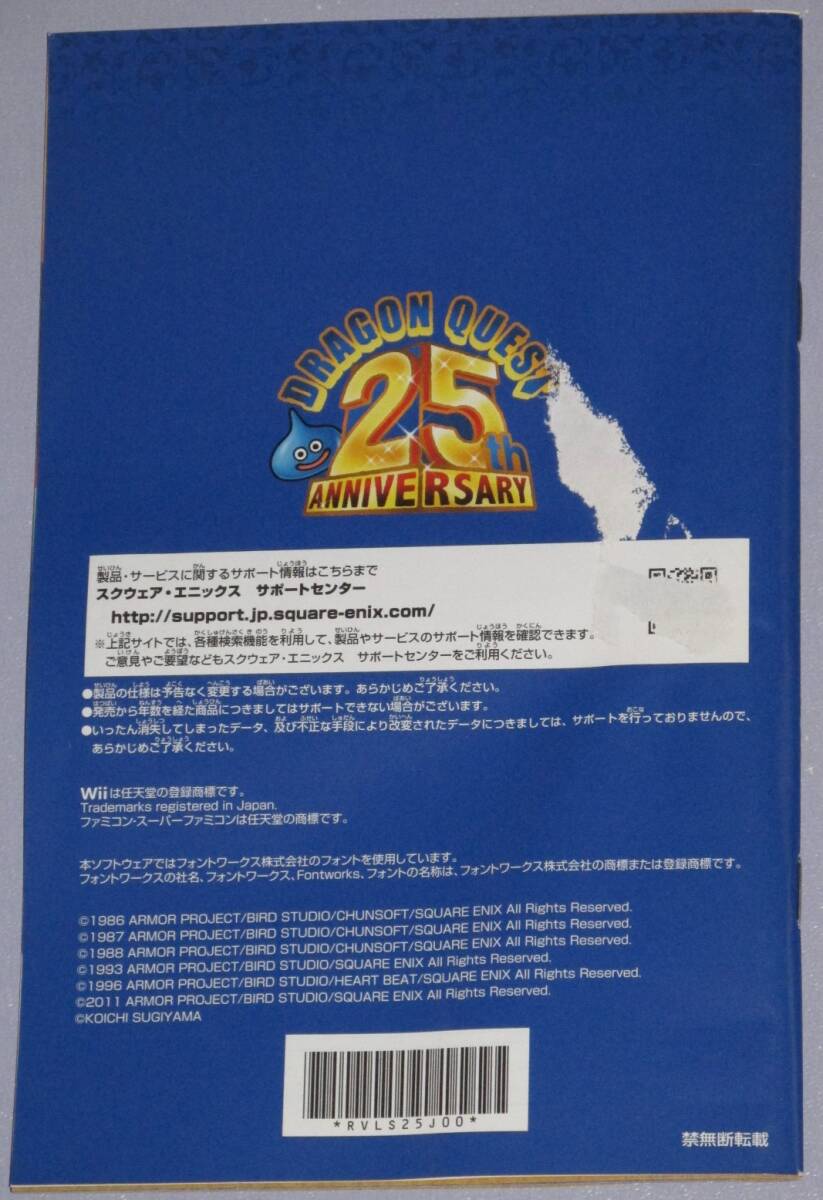 DRAGON QUEST
25th
ANNIVERSARY
製品・サービスに関するサポート情報はこちらまで
スクウェア・エニックス サポートセンター
http://support.jp.square-enix.com/
※上記サイトでは、各種検索機能を利用して、製品やサービスのサポート情報を確認できます。
ご意見やご要望などもスクウェア・エニックス サポートセンターをご利用ください。
●製品の仕様は予告なく変更する場合がございます。あらかじめご了承ください。
●発売から年数を経た商品につきましてはサポートできない場合がございます。
●いったん消失してしまったデータ、及び不正な手段により改変されたデータにつきましては、サポートを行っておりませんので、
あらかじめご了承ください。
Wiiは任天堂の登録商標です。
Trademarks registered in Japan.
ファミコン・スーパーファミコンは任天堂の商標です。
本ソフトウェアではフォントワークス株式会社のフォントを使用しています。
フォントワークスの社名、フォントワークス、Fontworks、フォントの名称は、フォントワークス株式会社の商標または登録商標です。
©1986 ARMOR PROJECT/BIRD STUDIO/CHUNSOFT/SQUARE ENIX All Rights Reserved.
©1987 ARMOR PROJECT/BIRD STUDIO/CHUNSOFT/SQUARE ENIX All Rights Reserved.
©1988 ARMOR PROJECT/BIRD STUDIO/CHUNSOFT/SQUARE ENIX All Rights Reserved.
©1993 ARMOR PROJECT/BIRD STUDIO/SQUARE ENIX All Rights Reserved.
©1996 ARMOR PROJECT/BIRD STUDIO/HEART BEAT/SQUARE ENIX All Rights Reserved.
©2011 ARMOR PROJECT/BIRD STUDIO/SQUARE ENIX All Rights Reserved.
©KOICHI SUGIYAMA
*RVLS25J00*
禁無断転載